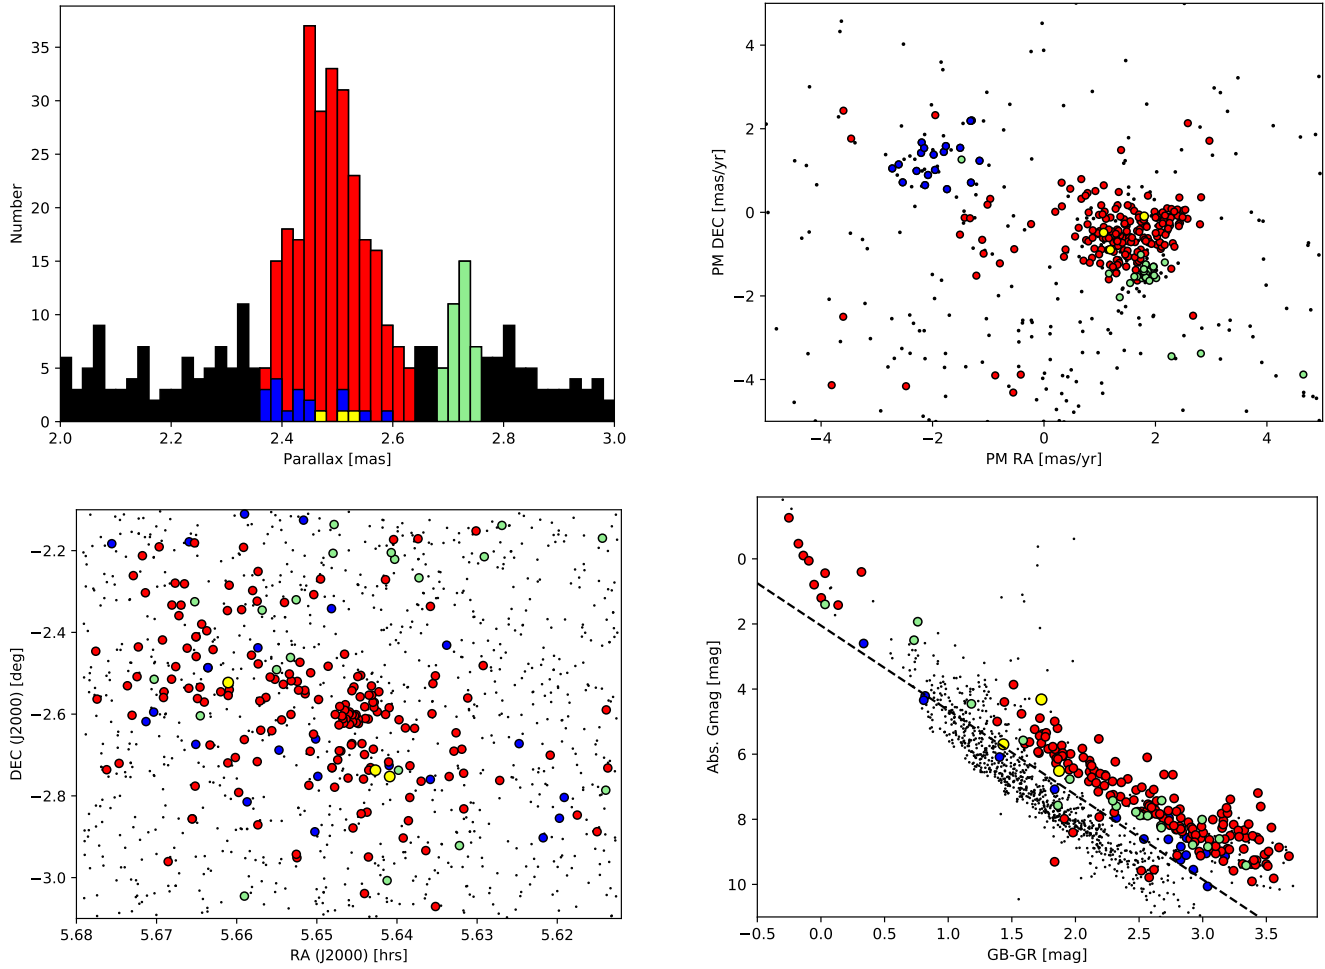 35
30
25
20
15
10
5
0
Number
2.0 2.2 2.4 2.6 2.8 3.0
Parallax [mas]
4
2
0
−2
−4
PM DEC [mas/yr]
−4 −2 0 2 4
PM RA [mas/yr]
−2.2
−2.4
−2.6
−2.8
−3.0
DEC (J2000) [deg]
5.68 5.67 5.66 5.65 5.64 5.63 5.62
RA (J2000) [hrs]
0
2
4
6
8
10
Abs. Gmag [mag]
−0.5 0.0 0.5 1.0 1.5 2.0 2.5 3.0 3.5
GB-GR [mag]